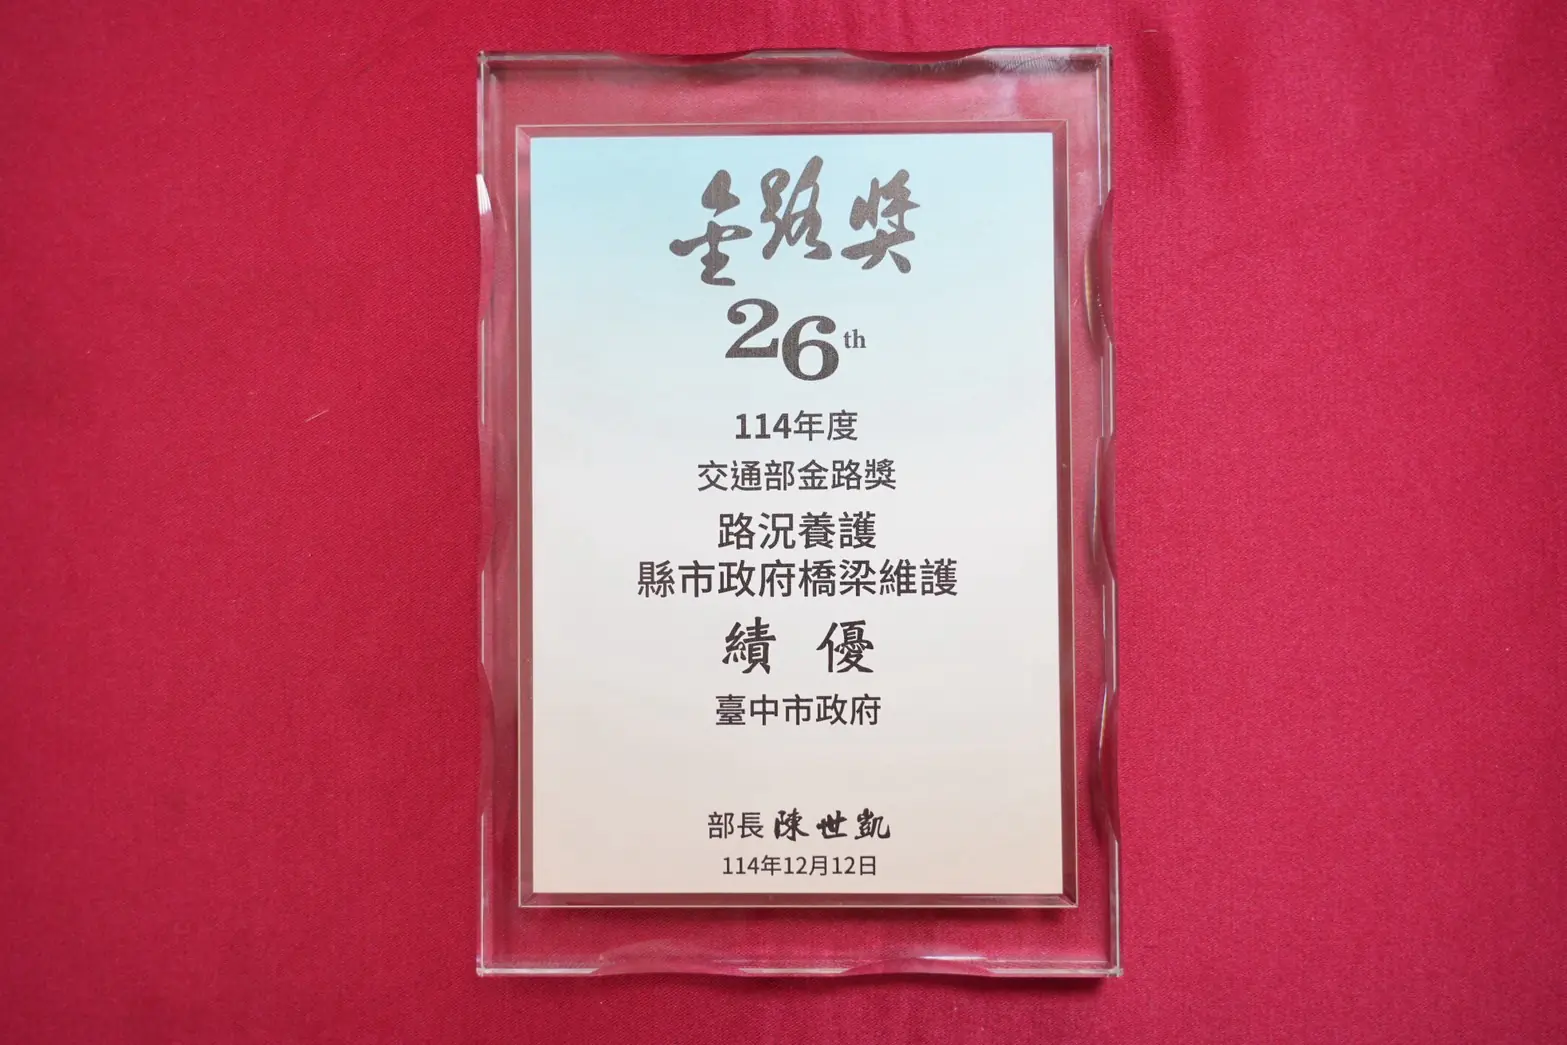 金路獎
26th
114年度
交通部金路獎
路況養護
縣市政府橋梁維護
績 優
臺中市政府
部長 陳世凱
114年12月12日